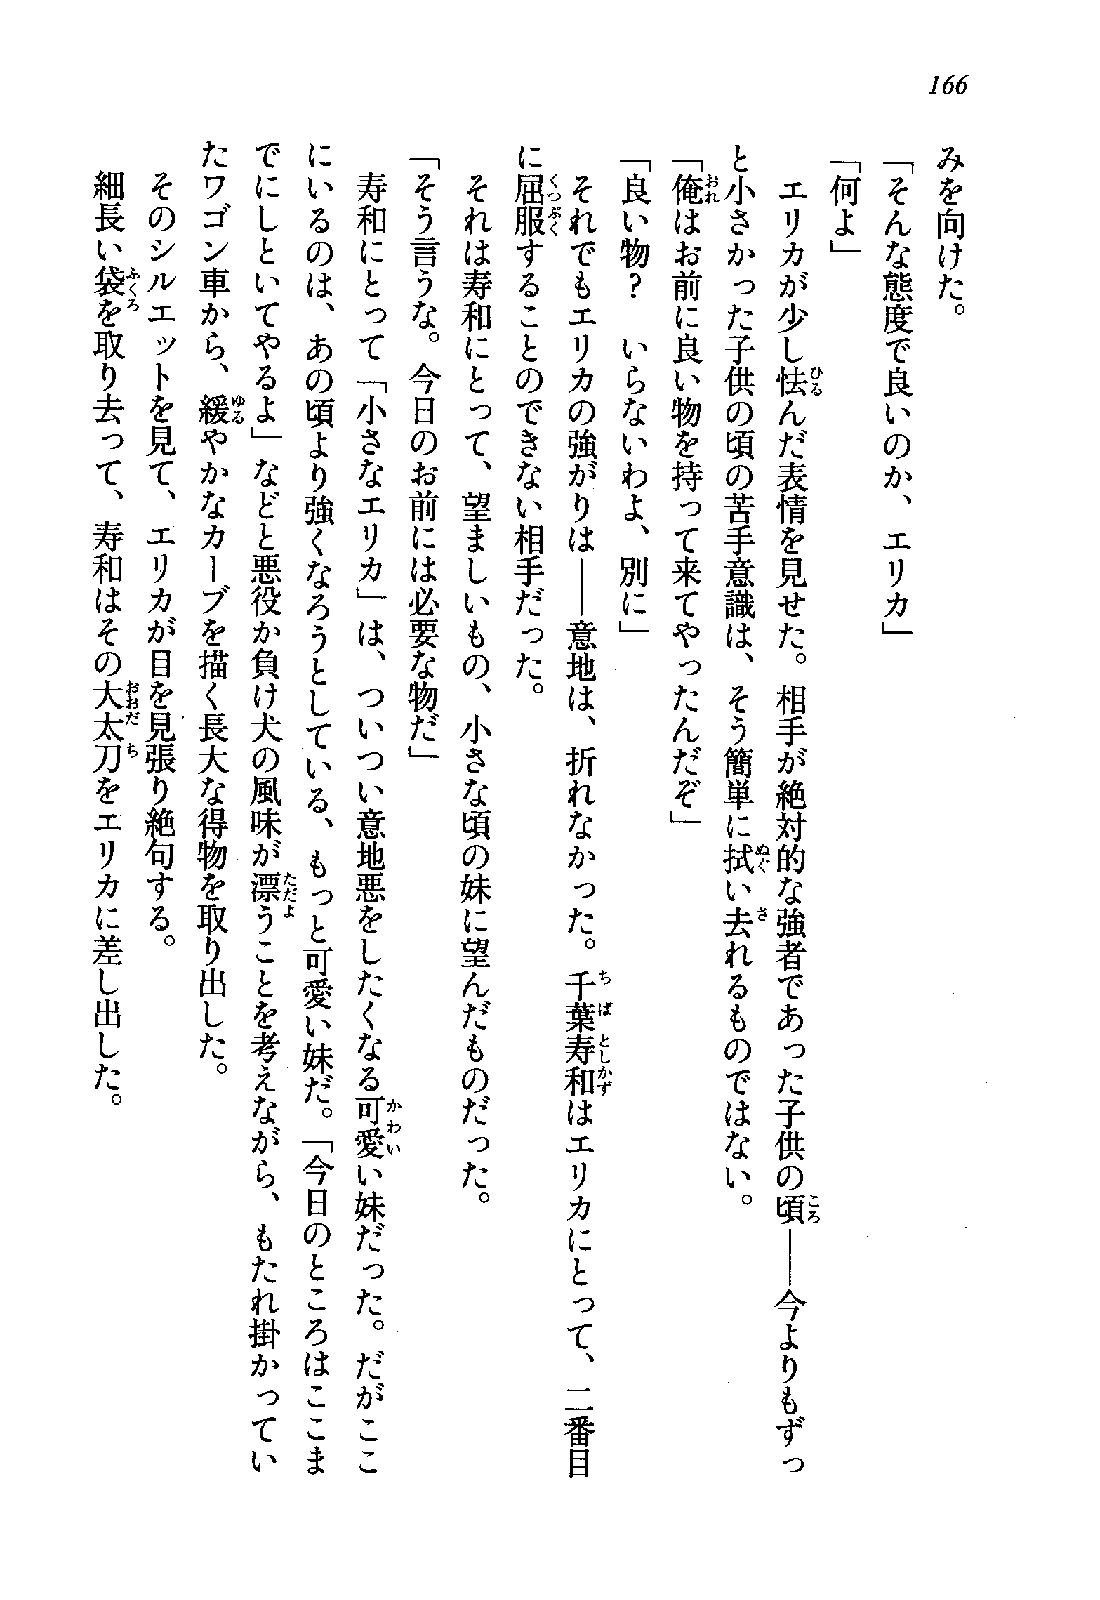 166
みを向けた。
「そんな態度で良いのか、エリカ」
「何よ」
エリカが少し怯んだ表情を見せた。相手が絶対的な強者であった子供の頃――今よりもずっ
と小さかった子供の頃の苦手意識は、そう簡単に拭い去れるものではない。
「俺はお前に良い物を持って来てやったんだぞ」
「良い物？　いらないわよ、別に」
それでもエリカの強がりは――意地は、折れなかった。千葉寿和はエリカにとって、二番目
に屈服することのできない相手だった。
それは寿和にとって、望ましいもの、小さな頃の妹に望んだものだった。
「そう言うな。今日のお前には必要な物だ」
寿和にとって「小さなエリカ」は、ついつい意地悪をしたくなる可愛い妹だった。だがここ
にいるのは、あの頃より強くなろうとしている、もっと可愛い妹だ。「今日のところはここま
でにしといてやるよ」などと悪役か負け犬の風味が漂うことを考えながら、もたれ掛かってい
たワゴン車から、緩やかなカーブを描く長大な得物を取り出した。
そのシルエットを見て、エリカが目を見張り絶句する。
細長い袋を取り去って、寿和はその大太刀をエリカに差し出した。